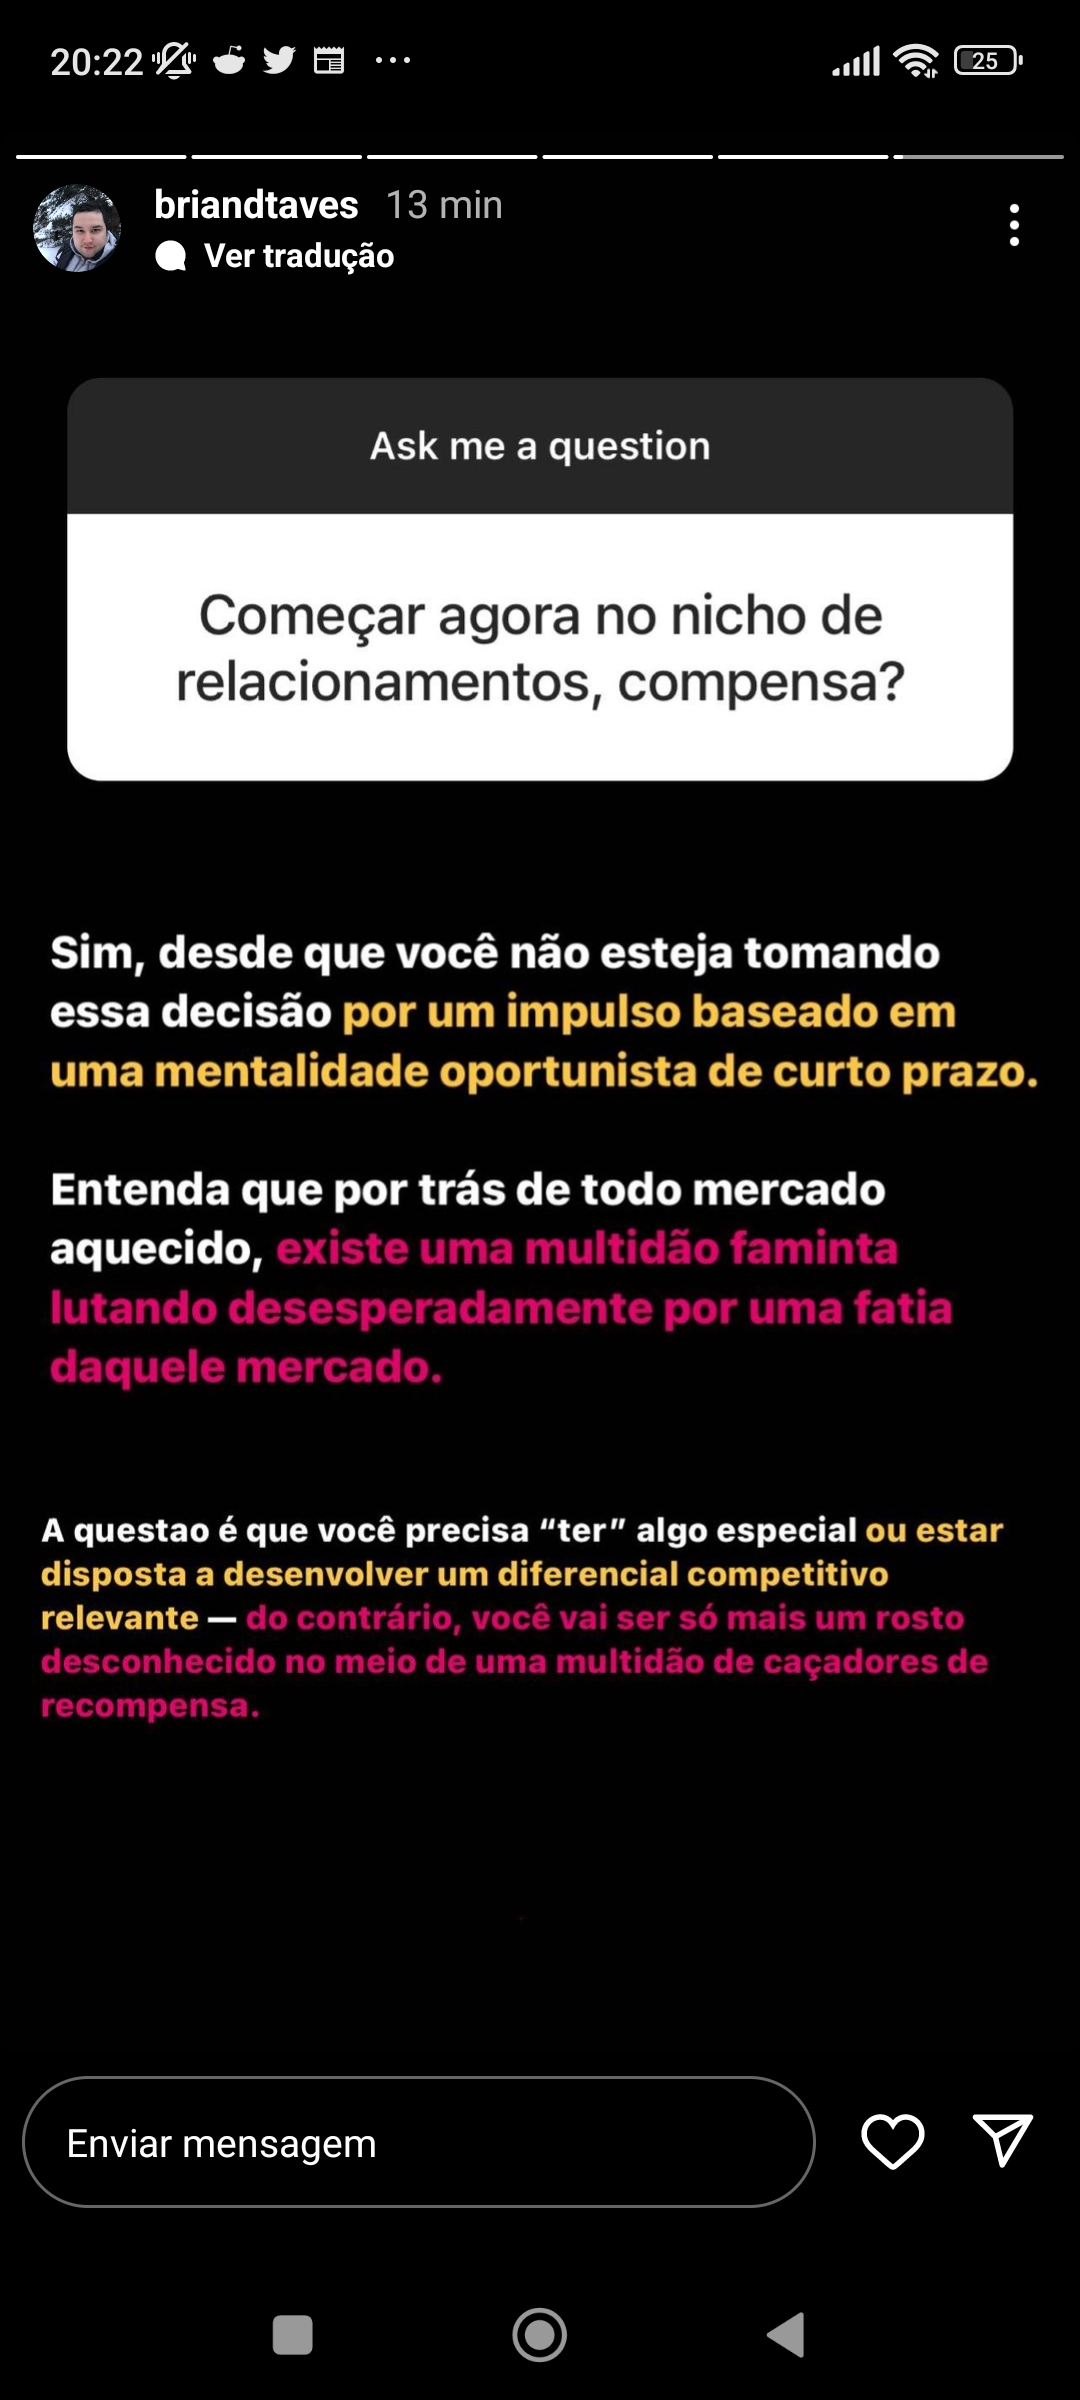 20:22
25
briandtaves 13 min
Ver tradução
Ask me a question
Começar agora no nicho de
relacionamentos, compensa?
Sim, desde que você não esteja tomando
essa decisão por um impulso baseado em
uma mentalidade oportunista de curto prazo.
Entenda que por trás de todo mercado
aquecido, existe uma multidão faminta
lutando desesperadamente por uma fatia
daquele mercado.
A questao é que você precisa “ter” algo especial ou estar
disposta a desenvolver um diferencial competitivo
relevante — do contrário, você vai ser só mais um rosto
desconhecido no meio de uma multidão de caçadores de
recompensa.
Enviar mensagem